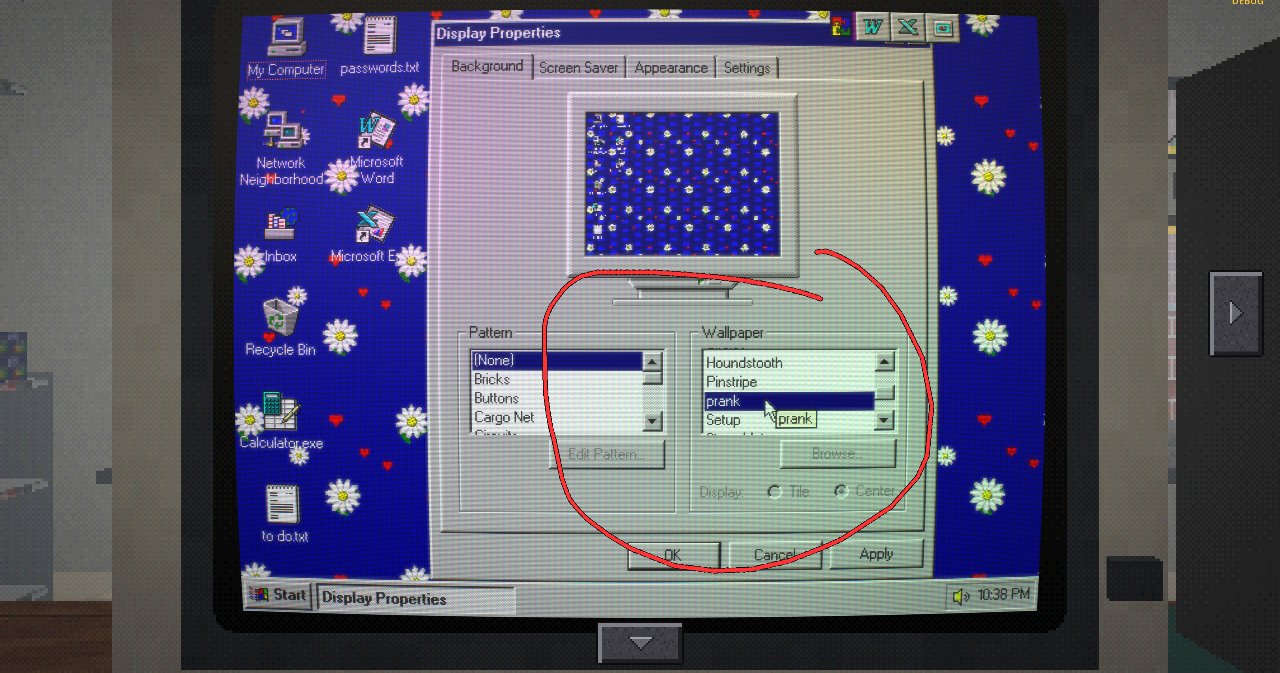 DEBUG
Display Properties
My Computer
passwords.txt
Background
Screen Saver
Appearance
Settings
Network
Neighborhood
Microsoft
Word
Inbox
Microsoft E
Recycle Bin
Calculator.exe
to do.txt
Pattern
(None)
Bricks
Buttons
Cargo Net
Edit Pattern...
Wallpaper
Houndstooth
Pinstripe
prank
Setup
prank
Browse...
Display:
Tile
Center
OK
Cancel
Apply
Start
Display Properties
10:38 PM